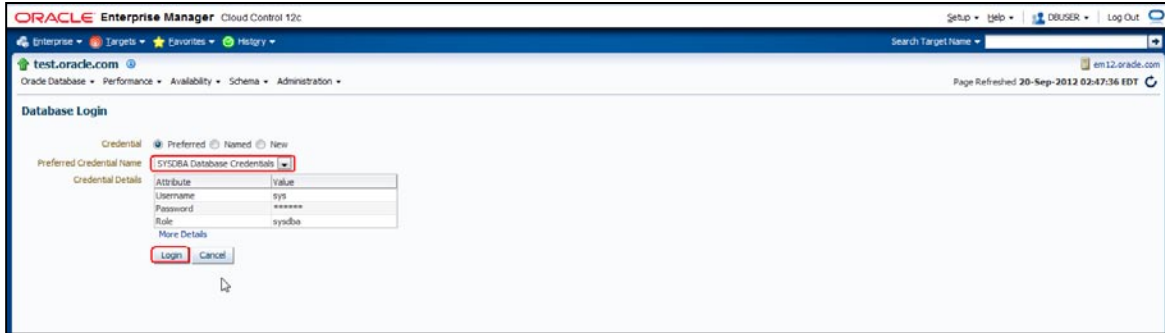 ORACLE Enterprise Manager Cloud Control 12c
Setup Help DBUSER Log Out
Enterprise Targets Favorites History
Search Target Name
test.oracle.com
em12.oracle.com
Oracle Database Performance Availability Schema Administration
Page Refreshed 20-Sep-2012 02:47:36 EDT
Database Login
Credential Preferred Named New
Preferred Credential Name SYSDBA Database Credentials
Credential Details
Attribute Value
Username sys
Password ******
Role sysdba
More Details
Login Cancel